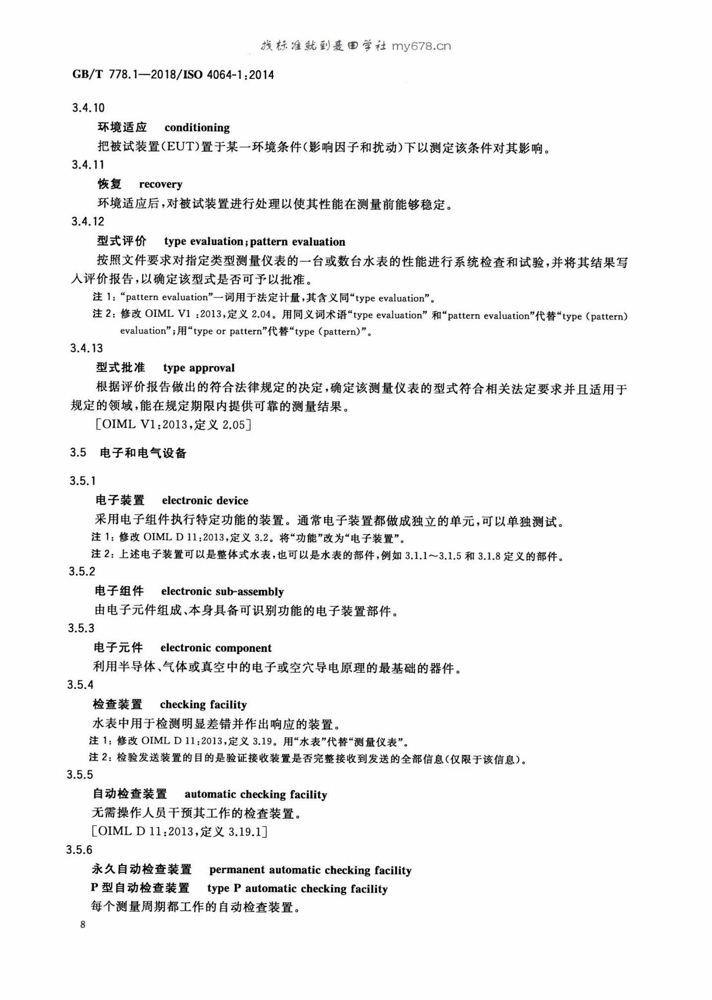 找标准就到麦田学社 my678.cn
GB/T 778.1—2018/ISO 4064-1:2014
3.4.10
环境适应 conditioning
把被试装置(EUT)置于某一环境条件(影响因子和扰动)下以测定该条件对其影响。
3.4.11
恢复 recovery
环境适应后,对被试装置进行处理以使其性能在测量前能够稳定。
3.4.12
型式评价 type evaluation;pattern evaluation
按照文件要求对指定类型测量仪表的一台或数台水表的性能进行系统检查和试验,并将其结果写
入评价报告,以确定该型式是否可予以批准。
注 1:“pattern evaluation”一词用于法定计量,其含义同“type evaluation”。
注 2:修改 OIML V1 :2013,定义 2.04。用同义词术语“type evaluation” 和“pattern evaluation”代替“type (pattern)
evaluation”;用“type or pattern”代替“type (pattern)”。
3.4.13
型式批准 type approval
根据评价报告做出的符合法律规定的决定,确定该测量仪表的型式符合相关法定要求并且适用于
规定的领域,能在规定期限内提供可靠的测量结果。
[OIML V1:2013,定义 2.05]
3.5 电子和电气设备
3.5.1
电子装置 electronic device
采用电子组件执行特定功能的装置。通常电子装置都做成独立的单元,可以单独测试。
注 1:修改 OIML D 11:2013,定义 3.2。将“功能”改为“电子装置”。
注 2:上述电子装置可以是整体式水表,也可以是水表的部件,例如 3.1.1~3.1.5 和 3.1.8 定义的部件。
3.5.2
电子组件 electronic sub-assembly
由电子元件组成、本身具备可识别功能的电子装置部件。
3.5.3
电子元件 electronic component
利用半导体、气体或真空中的电子或空穴导电原理的最基础的器件。
3.5.4
检查装置 checking facility
水表中用于检测明显差错并作出响应的装置。
注 1:修改 OIML D 11:2013,定义 3.19。用“水表”代替“测量仪表”。
注 2:检验发送装置的目的是验证接收装置是否完整接收到发送的全部信息(仅限于该信息)。
3.5.5
自动检查装置 automatic checking facility
无需操作人员干预其工作的检查装置。
[OIML D 11:2013,定义 3.19.1]
3.5.6
永久自动检查装置 permanent automatic checking facility
P 型自动检查装置 type P automatic checking facility
每个测量周期都工作的自动检查装置。
8